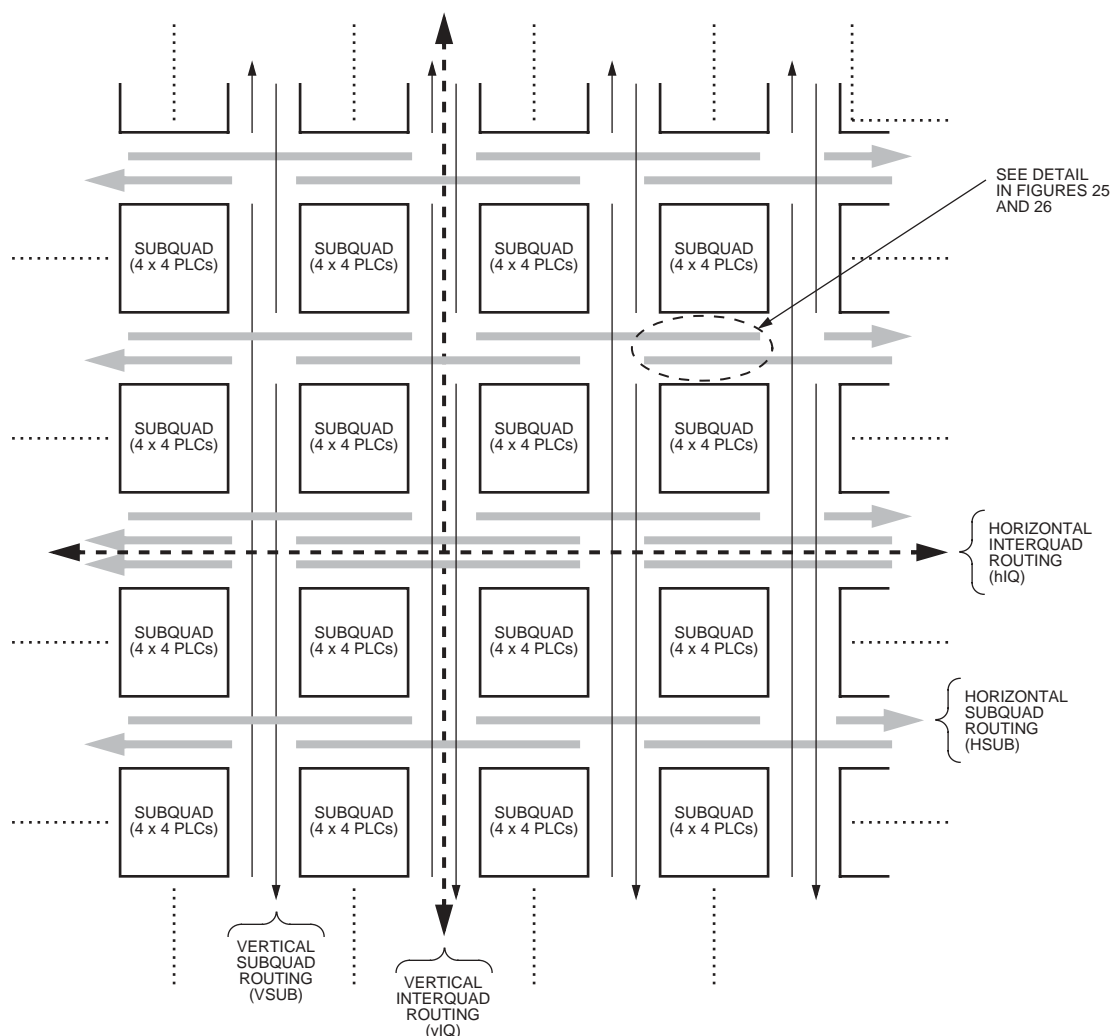 SEE DETAIL
IN FIGURES 25
AND 26
SUBQUAD
(4 x 4 PLCs)
SUBQUAD
(4 x 4 PLCs)
SUBQUAD
(4 x 4 PLCs)
SUBQUAD
(4 x 4 PLCs)
SUBQUAD
(4 x 4 PLCs)
SUBQUAD
(4 x 4 PLCs)
SUBQUAD
(4 x 4 PLCs)
SUBQUAD
(4 x 4 PLCs)
HORIZONTAL
INTERQUAD
ROUTING
(hIQ)
SUBQUAD
(4 x 4 PLCs)
SUBQUAD
(4 x 4 PLCs)
SUBQUAD
(4 x 4 PLCs)
SUBQUAD
(4 x 4 PLCs)
HORIZONTAL
SUBQUAD
ROUTING
(HSUB)
SUBQUAD
(4 x 4 PLCs)
SUBQUAD
(4 x 4 PLCs)
SUBQUAD
(4 x 4 PLCs)
SUBQUAD
(4 x 4 PLCs)
VERTICAL
SUBQUAD
ROUTING
(VSUB)
VERTICAL
INTERQUAD
ROUTING
(vIQ)